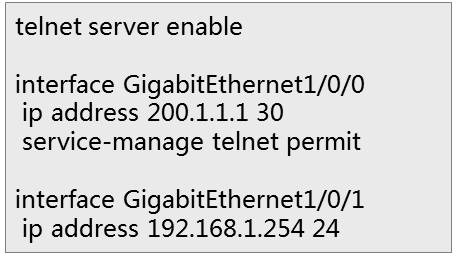 telnet server enable
interface GigabitEthernet1/0/0
ip address 200.1.1.1 30
service-manage telnet permit
interface GigabitEthernet1/0/1
ip address 192.168.1.254 24